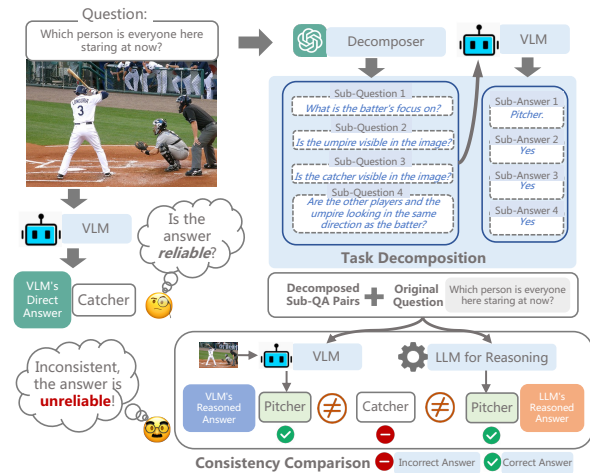 Question:
Which person is everyone here
staring at now?
Decomposer
VLM
3
Sub-Question 1
What is the batter's focus on?
Sub-Question 2
Is the umpire visible in the image?
Sub-Question 3
Is the catcher visible in the image?
Sub-Question 4
Are the other players and the
umpire looking in the same
direction as the batter?
Sub-Answer 1
Pitcher.
Sub-Answer 2
Yes
Sub-Answer 3
Yes
Sub-Answer 4
Yes
Task Decomposition
VLM
Is the
answer
reliable?
VLM's
Direct
Answer
Catcher
Decomposed
Sub-QA Pairs
Original
Question
Which person is everyone
here staring at now?
VLM
LLM for Reasoning
Inconsistent,
the answer is
unreliable!
VLM's
Reasoned
Answer
Pitcher
≠
Catcher
≠
Pitcher
LLM's
Reasoned
Answer
Consistency Comparison
Incorrect Answer
Correct Answer